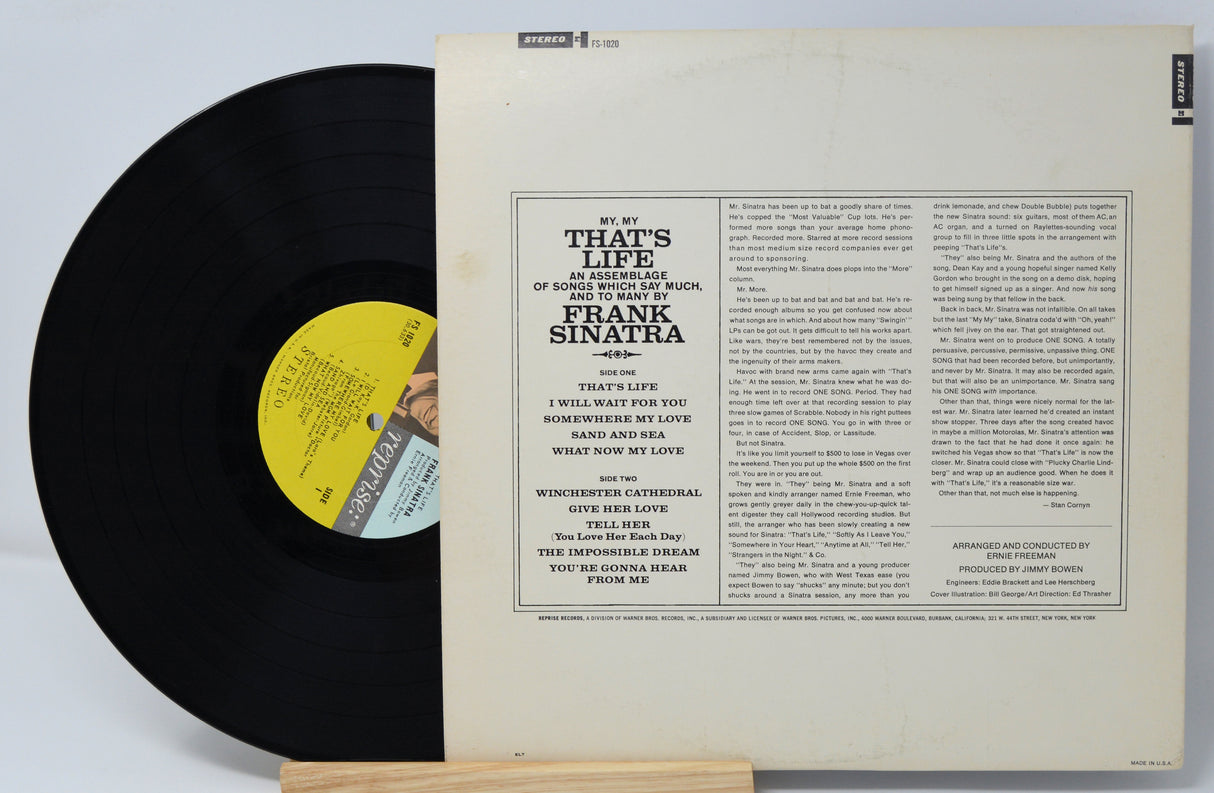 STEREO
FS-1020
STEREO
MY, MY
THAT'S
LIFE
AN ASSEMBLAGE
OF SONGS WHICH SAY MUCH,
AND TO MANY BY
FRANK
SINATRA
SIDE ONE
THAT'S LIFE
I WILL WAIT FOR YOU
SOMEWHERE MY LOVE
SAND AND SEA
WHAT NOW MY LOVE
SIDE TWO
WINCHESTER CATHEDRAL
GIVE HER LOVE
TELL HER
(You Love Her Each Day)
THE IMPOSSIBLE DREAM
YOU'RE GONNA HEAR
FROM ME
Mr. Sinatra has been up to bat a goodly share of times.
He's copped the "Most Valuable" Cup lots. He's per-
formed more songs than your average home phono-
graph. Recorded more. Starred at more record sessions
than most medium size record companies ever get
around to sponsoring.
Most everything Mr. Sinatra does plops into the "More"
column.
Mr. More.
He's been up to bat and bat and bat and bat. He's re-
corded enough albums so you get confused now about
what songs are in which. And about how many "Swingin'"
LPs can be got out. It gets difficult to tell his works apart.
Like wars, they're best remembered not by the issues,
not by the countries, but by the havoc they create and
the ingenuity of their arms makers.
Havoc with brand new arms came again with "That's
Life." At the session, Mr. Sinatra knew what he was do-
ing. He went in to record ONE SONG. Period. They had
enough time left over at that recording session to play
three slow games of Scrabble. Nobody in his right puttees
goes in to record ONE SONG. You go in with three or
four, in case of Accident, Slop, or Lassitude.
But not Sinatra.
It's like you limit yourself to $500 to lose in Vegas over
the weekend. Then you put up the whole $500 on the first
roll. You are in or you are out.
They were in. "They" being Mr. Sinatra and a soft
spoken and kindly arranger named Ernie Freeman, who
grows gently greyer daily in the chew-you-up-quick tal-
ent digester they call Hollywood recording studios. But
still, the arranger who has been slowly creating a new
sound for Sinatra: "That's Life," "Softly As I Leave You,"
"Somewhere in Your Heart," "Anytime at All," "Tell Her,"
"Strangers in the Night." & Co.
"They" also being Mr. Sinatra and a young producer
named Jimmy Bowen, who with West Texas ease (you
expect Bowen to say "shucks" any minute; but you don't
shucks around a Sinatra session, any more than you
drink lemonade, and chew Double Bubble) puts together
the new Sinatra sound: six guitars, most of them AC, an
AC organ, and a turned on Raylettes-sounding vocal
group to fill in three little spots in the arrangement with
peeping "That's Life"s.
"They" also being Mr. Sinatra and the authors of the
song, Dean Kay and a young hopeful singer named Kelly
Gordon who brought in the song on a demo disk, hoping
to get himself signed up as a singer. And now his song
was being sung by that fellow in the back.
Back in back, Mr. Sinatra was not infallible. On all takes
but the last "My My" take, Sinatra coda'd with "Oh, yeah!"
which fell jivey on the ear. That got straightened out.
Mr. Sinatra went on to produce ONE SONG. A totally
persuasive, percussive, permissive, unpassive thing, ONE
SONG that had been recorded before, but unimportantly,
and never by Mr. Sinatra. It may also be recorded again,
but that will also be an unimportance. Mr. Sinatra sang
his ONE SONG with importance.
Other than that, things were nicely normal for the lat-
est war. Mr. Sinatra later learned he'd created an instant
show stopper. Three days after the song created havoc
in maybe a million Motorolas, Mr. Sinatra's attention was
drawn to the fact that he had done it once again: he
switched his Vegas show so that "That's Life" is now the
closer. Mr. Sinatra could close with "Plucky Charlie Lind-
berg" and wrap up an audience good. When he does it
with "That's Life," it's a reasonable size war.
Other than that, not much else is happening.
— Stan Cornyn
ARRANGED AND CONDUCTED BY
ERNIE FREEMAN
PRODUCED BY JIMMY BOWEN
Engineers: Eddie Brackett and Lee Herschberg
Cover Illustration: Bill George/Art Direction: Ed Thrasher
REPRISE RECORDS, A DIVISION OF WARNER BROS. RECORDS, INC., A SUBSIDIARY AND LICENSEE OF WARNER BROS. PICTURES, INC., 4000 WARNER BOULEVARD, BURBANK, CALIFORNIA; 321 W. 44TH STREET, NEW YORK, NEW YORK
MADE IN U.S.A.
FS 1020
STEREO
SIDE
1
reprise:
THAT'S LIFE
FRANK SINATRA